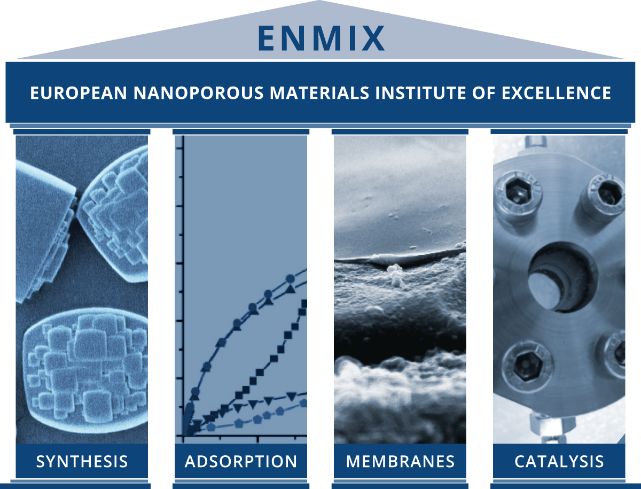 ENMIX
EUROPEAN NANOPOROUS MATERIALS INSTITUTE OF EXCELLENCE
SYNTHESIS
ADSORPTION
MEMBRANES
CATALYSIS